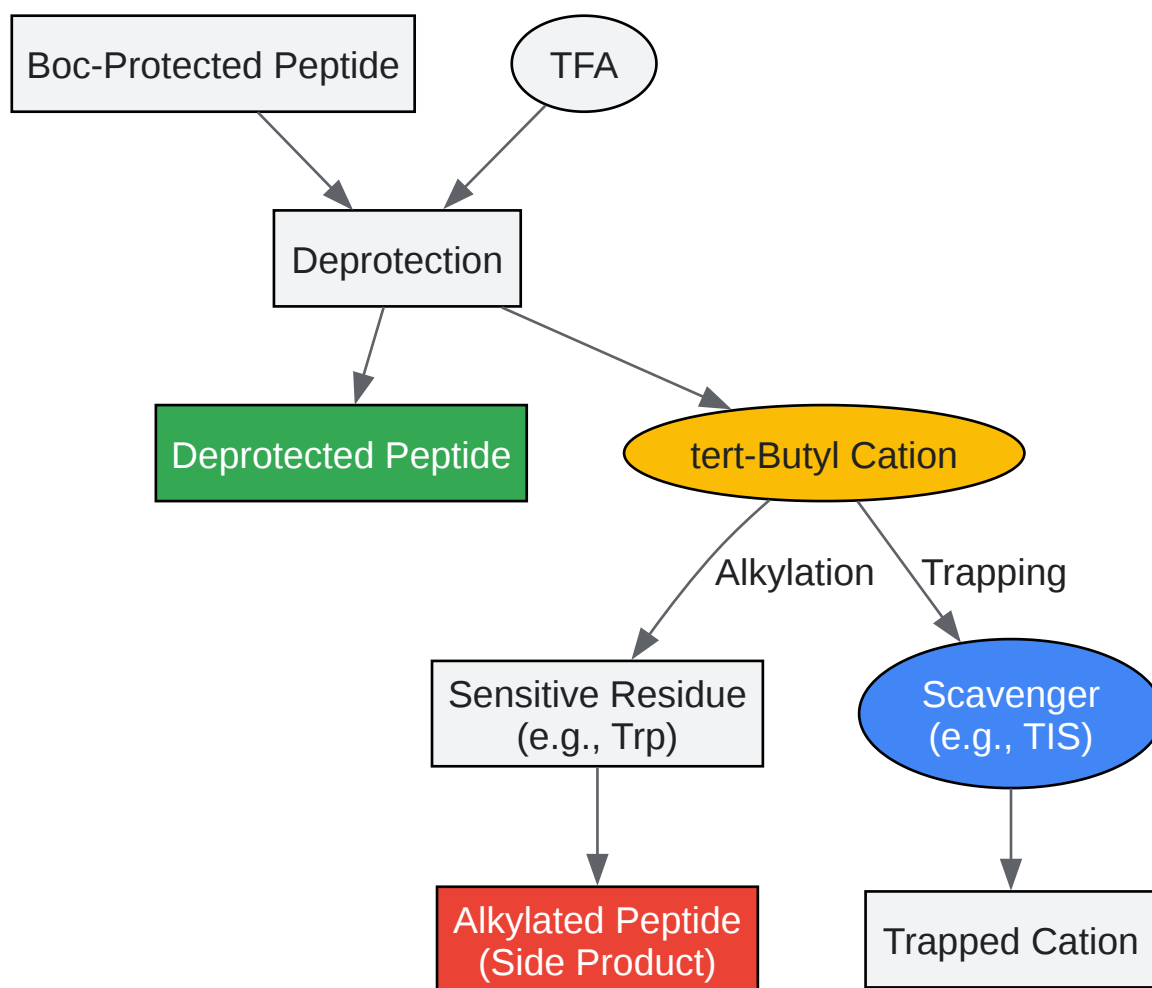 Boc-Protected Peptide
TFA
Deprotection
Deprotected Peptide
tert-Butyl Cation
Alkylation
Trapping
Sensitive Residue
(e.g., Trp)
Scavenger
(e.g., TIS)
Alkylated Peptide
(Side Product)
Trapped Cation